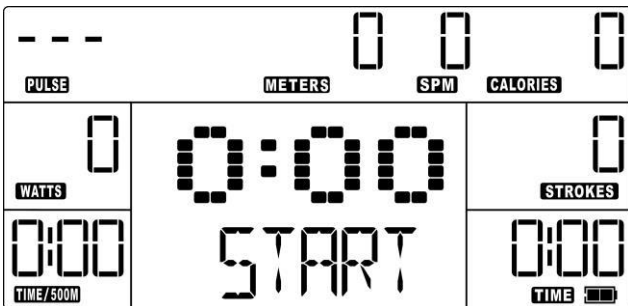 --- 0 0 0
PULSE METERS SPM CALORIES
0 0:00 0
WATTS STROKES
0:00 START 0:00
TIME/500M TIME